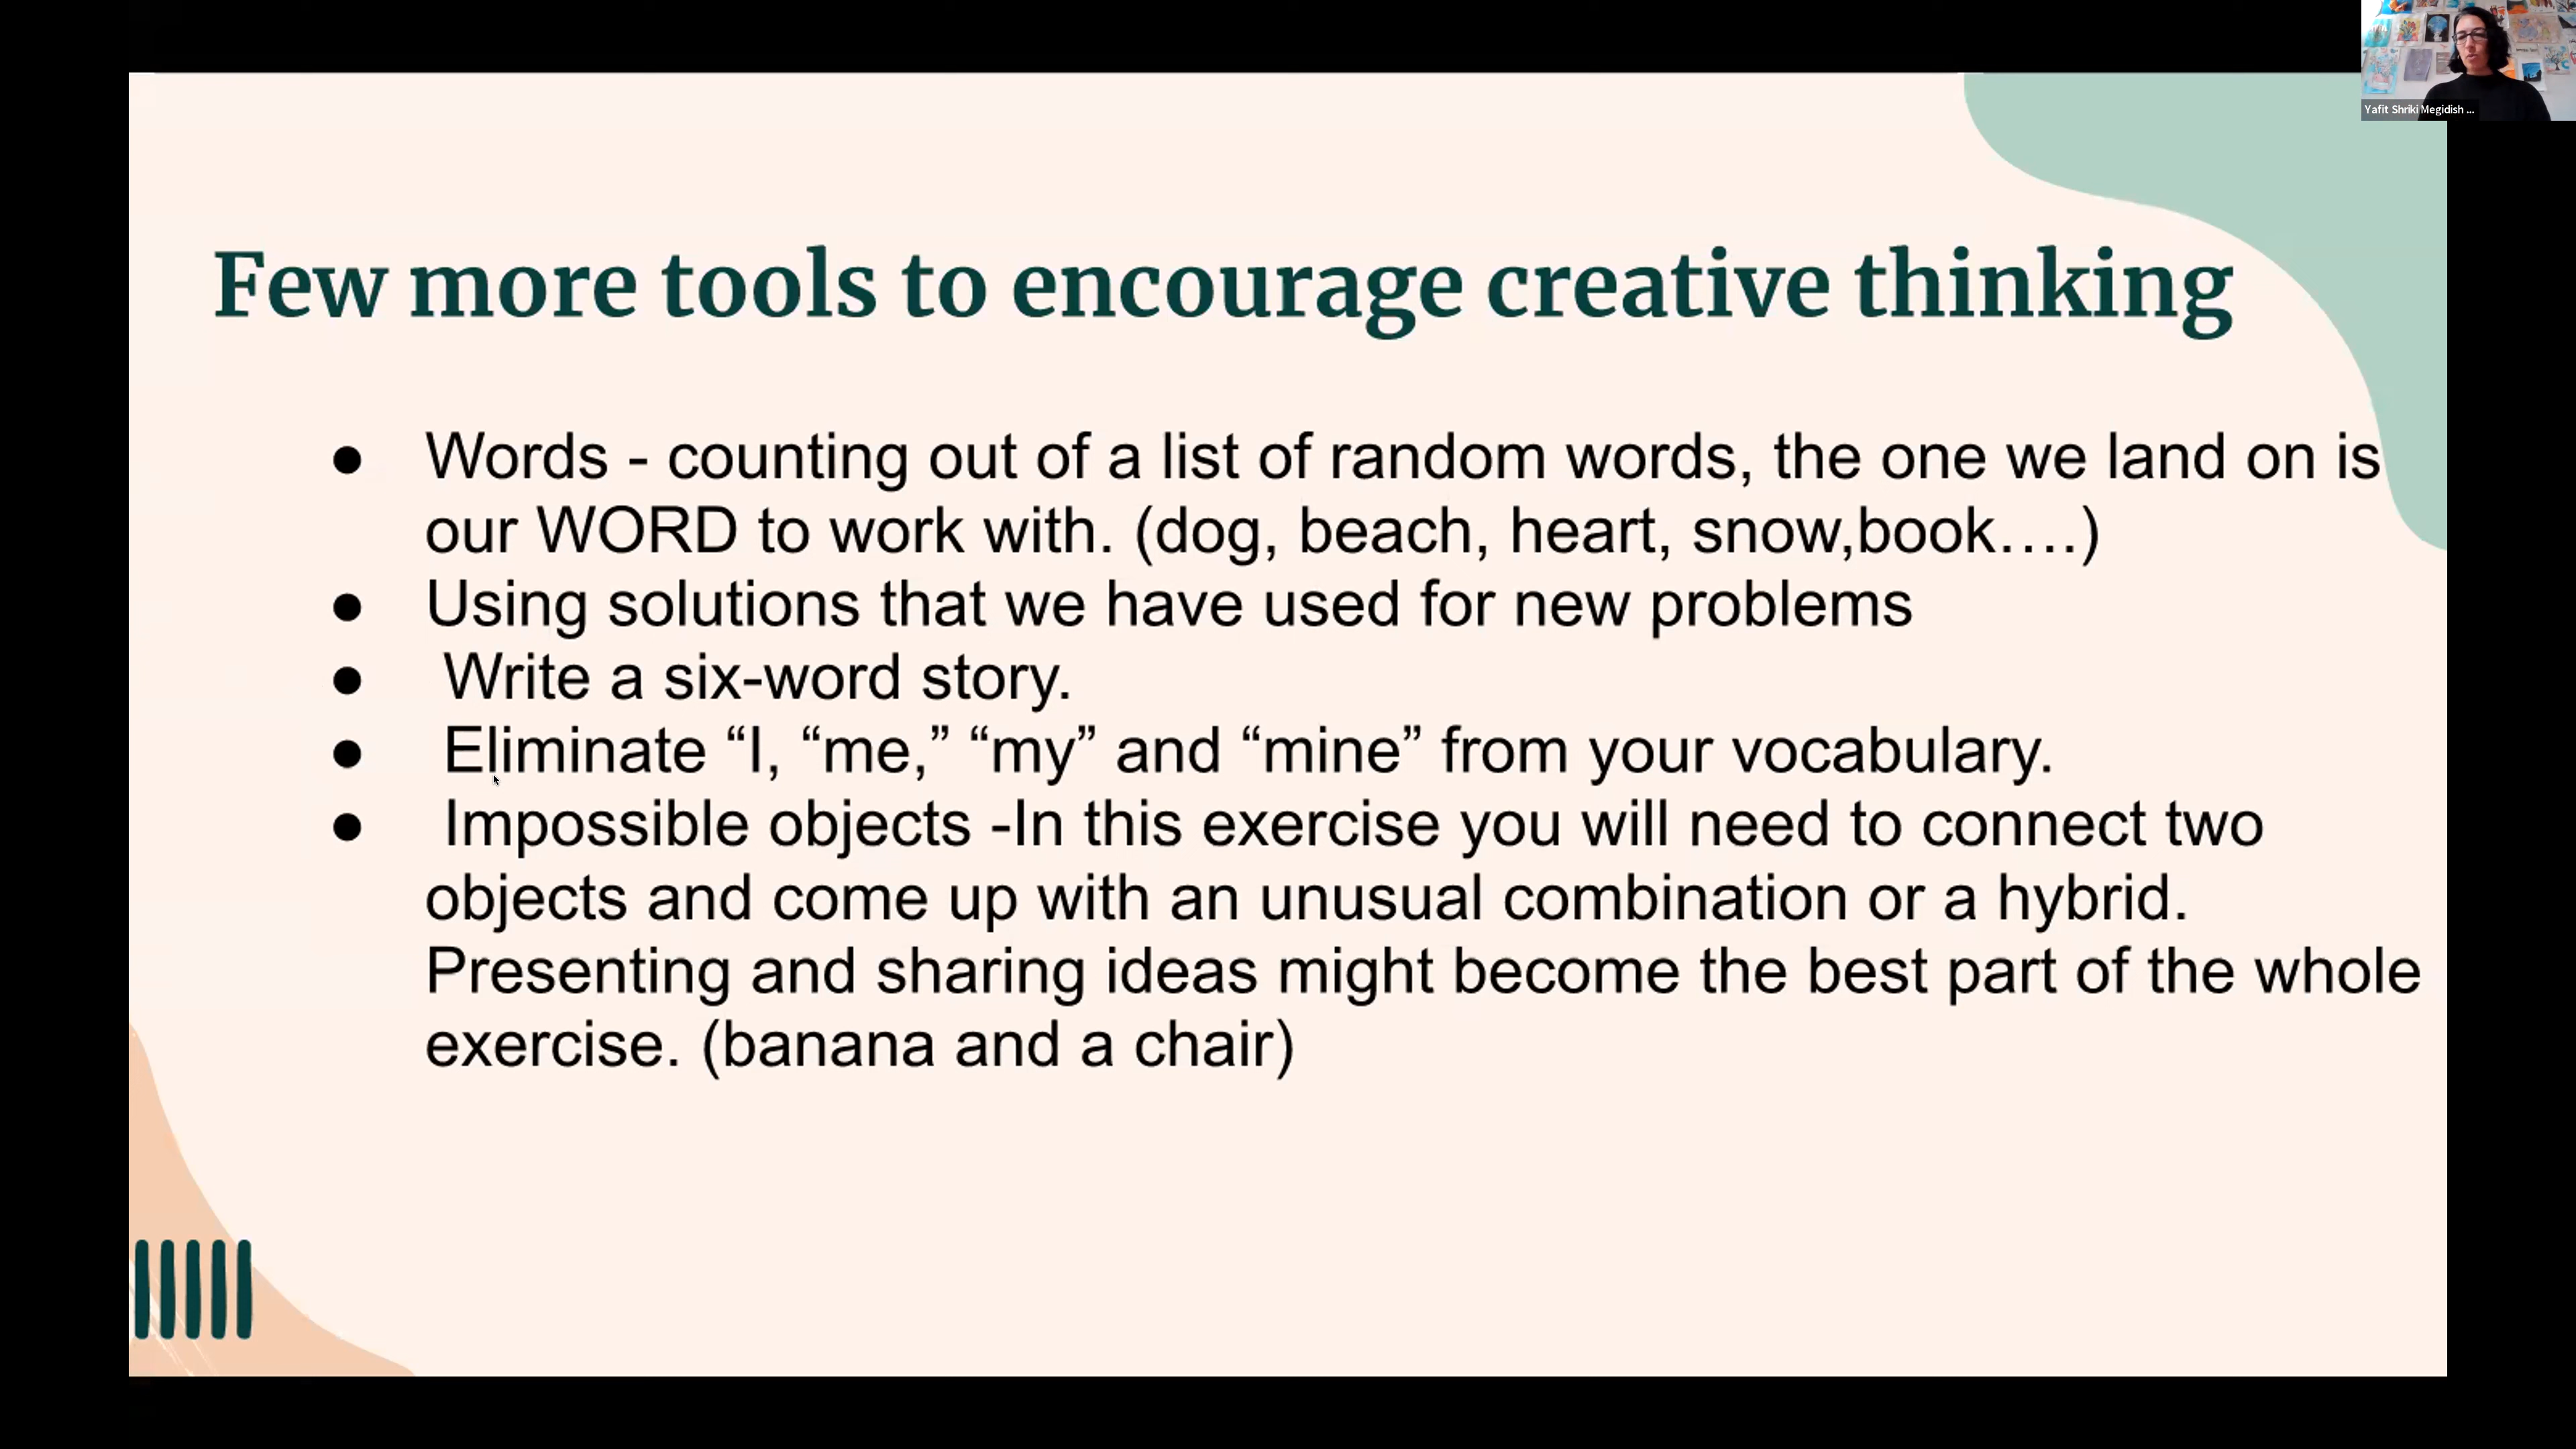 Yafit Shriki Megidish ...
Few more tools to encourage creative thinking
● Words - counting out of a list of random words, the one we land on is
our WORD to work with. (dog, beach, heart, snow,book....)
● Using solutions that we have used for new problems
● Write a six-word story.
● Eliminate “I, “me,” “my” and “mine” from your vocabulary.
● Impossible objects -In this exercise you will need to connect two
objects and come up with an unusual combination or a hybrid.
Presenting and sharing ideas might become the best part of the whole
exercise. (banana and a chair)